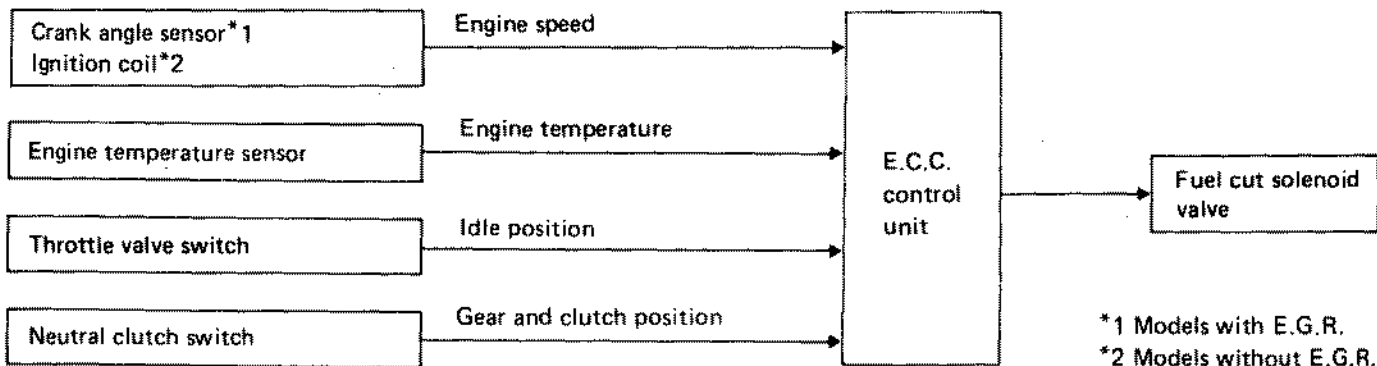 Crank angle sensor*1
Ignition coil*2
Engine speed
Engine temperature sensor
Engine temperature
Throttle valve switch
Idle position
Neutral clutch switch
Gear and clutch position
E.C.C.
control
unit
Fuel cut solenoid
valve
*1 Models with E.G.R.
*2 Models without E.G.R.